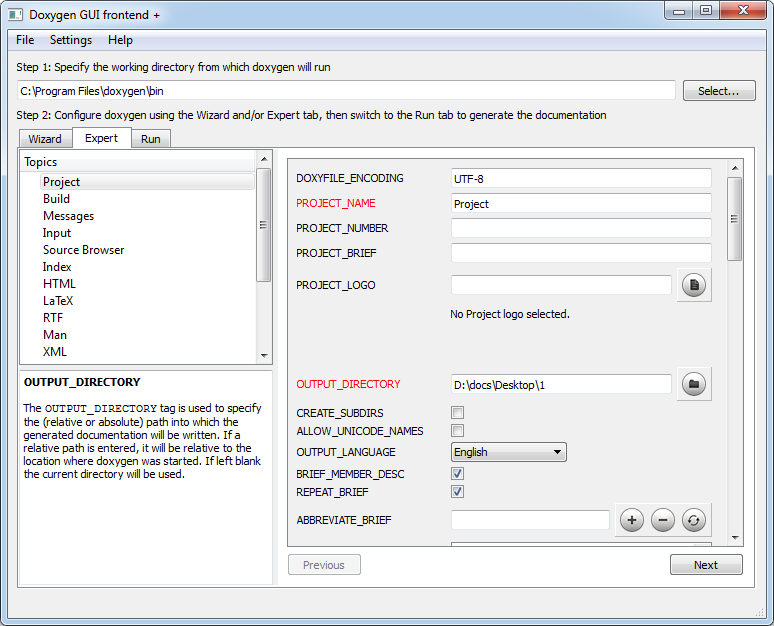 Doxygen GUI frontend +
File Settings Help
Step 1: Specify the working directory from which doxygen will run
C:\Program Files\doxygen\bin
Select...
Step 2: Configure doxygen using the Wizard and/or Expert tab, then switch to the Run tab to generate the documentation
Wizard Expert Run
Topics
Project
Build
Messages
Input
Source Browser
Index
HTML
LaTeX
RTF
Man
XML
OUTPUT_DIRECTORY
The OUTPUT_DIRECTORY tag is used to specify
the (relative or absolute) path into which the
generated documentation will be written. If a
relative path is entered, it will be relative to the
location where doxygen was started. If left blank
the current directory will be used.
DOXYFILE_ENCODING UTF-8
PROJECT_NAME Project
PROJECT_NUMBER
PROJECT_BRIEF
PROJECT_LOGO
No Project logo selected.
OUTPUT_DIRECTORY D:\docs\Desktop\1
CREATE_SUBDIRS
ALLOW_UNICODE_NAMES
OUTPUT_LANGUAGE English
BRIEF_MEMBER_DESC
REPEAT_BRIEF
ABBREVIATE_BRIEF
Previous Next